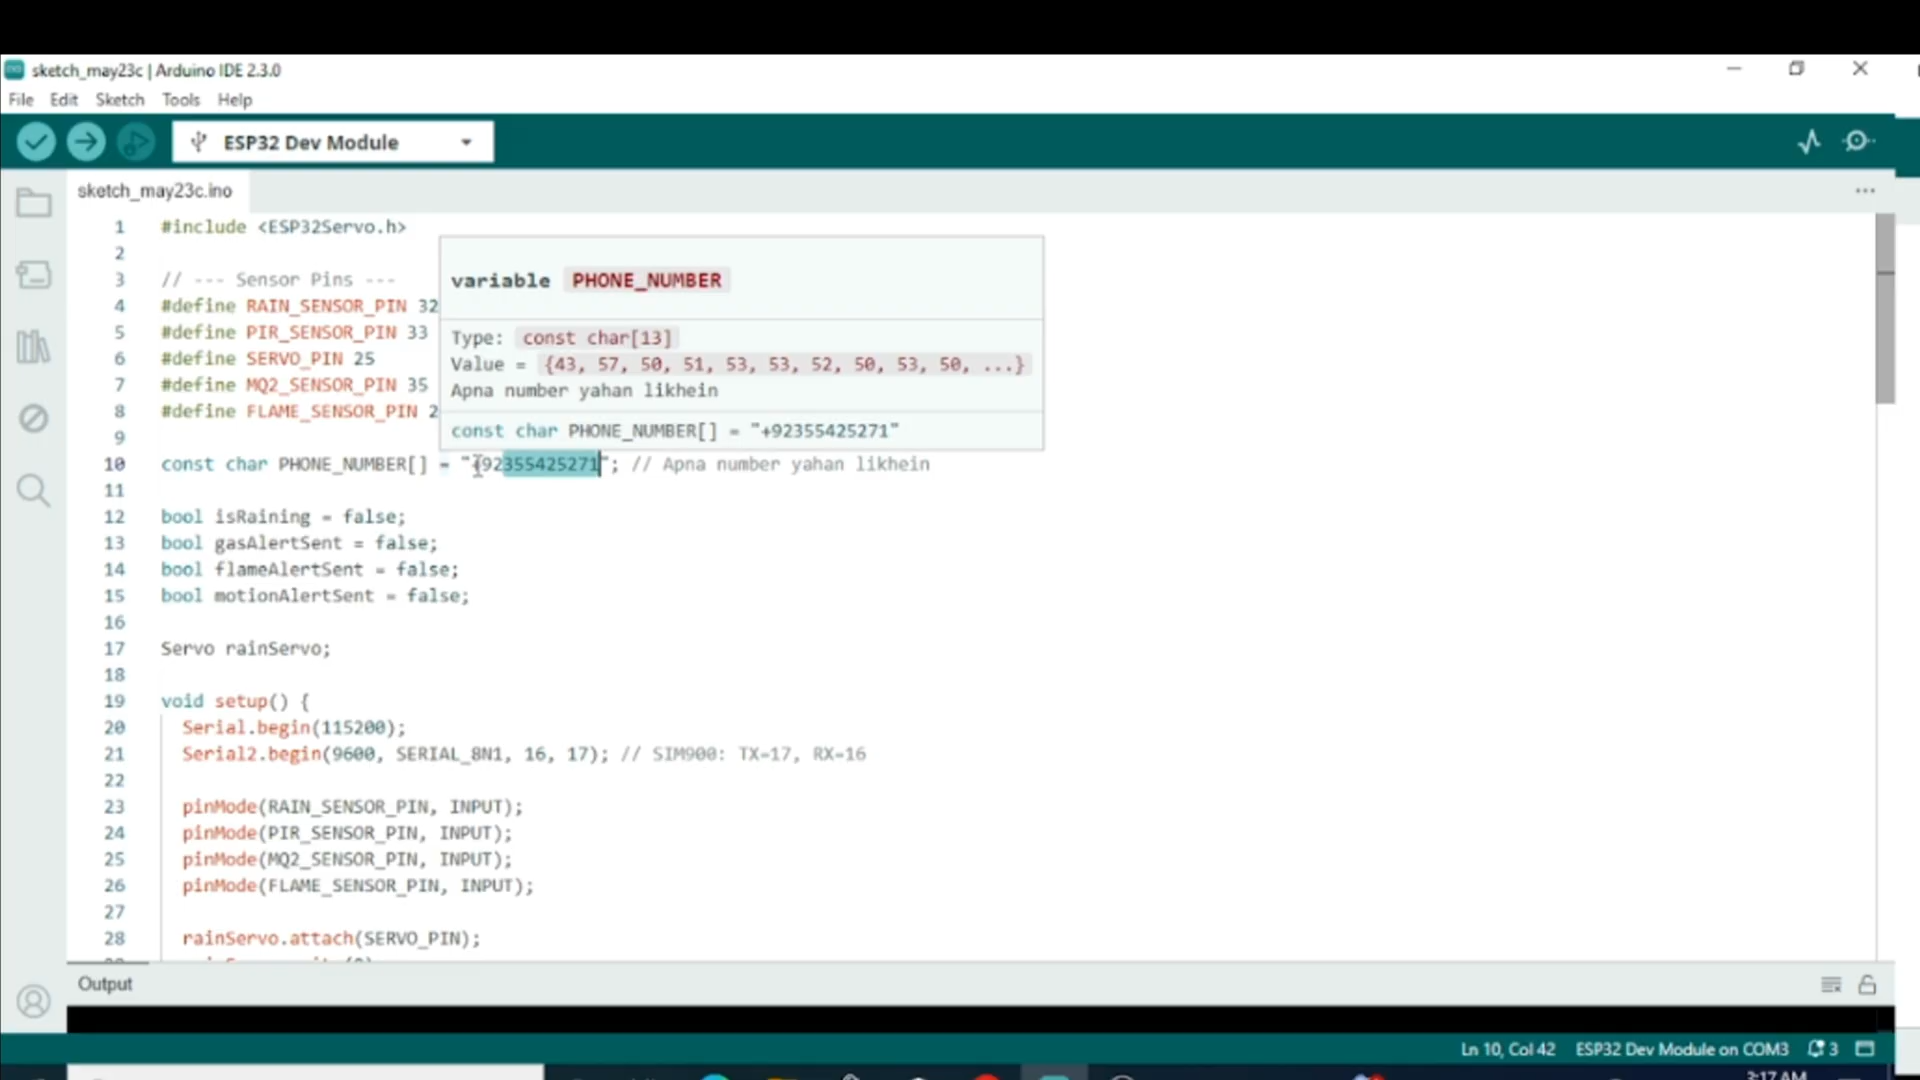 sketch_may23c | Arduino IDE 2.3.0
File Edit Sketch Tools Help
ESP32 Dev Module
sketch_may23c.ino
1 #include <ESP32Servo.h>
2
3 // --- Sensor Pins ---
4 #define RAIN_SENSOR_PIN 32
5 #define PIR_SENSOR_PIN 33
6 #define SERVO_PIN 25
7 #define MQ2_SENSOR_PIN 35
8 #define FLAME_SENSOR_PIN 2
variable PHONE_NUMBER
Type: const char[13]
Value = {43, 57, 50, 51, 53, 53, 52, 50, 53, 50, ...}
Apna number yahan likhein
const char PHONE_NUMBER[] = "+92355425271"
9
10 const char PHONE_NUMBER[] = "+92355425271"; // Apna number yahan likhein
11
12 bool isRaining = false;
13 bool gasAlertSent = false;
14 bool flameAlertSent = false;
15 bool motionAlertSent = false;
16
17 Servo rainServo;
18
19 void setup() {
20 Serial.begin(115200);
21 Serial2.begin(9600, SERIAL_8N1, 16, 17); // SIM900: TX=17, RX=16
22
23 pinMode(RAIN_SENSOR_PIN, INPUT);
24 pinMode(PIR_SENSOR_PIN, INPUT);
25 pinMode(MQ2_SENSOR_PIN, INPUT);
26 pinMode(FLAME_SENSOR_PIN, INPUT);
27
28 rainServo.attach(SERVO_PIN);
Output
Ln 10, Col 42 ESP32 Dev Module on COM3 3